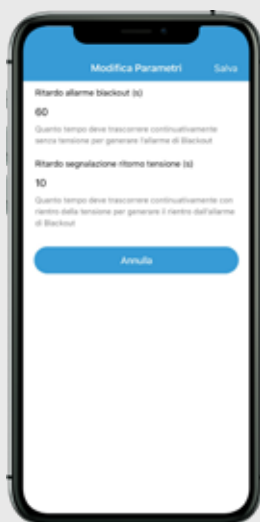 Modifica Parametri Salva
Ritardo allarme blackout (s)
60
Quanto tempo deve trascorrere continuativamente
senza tensione per generare l'allarme di Blackout
Ritardo segnalazione ritorno tensione (s)
10
Quanto tempo deve trascorrere continuativamente con
rientro della tensione per generare il rientro dall'allarme
di Blackout
Annulla